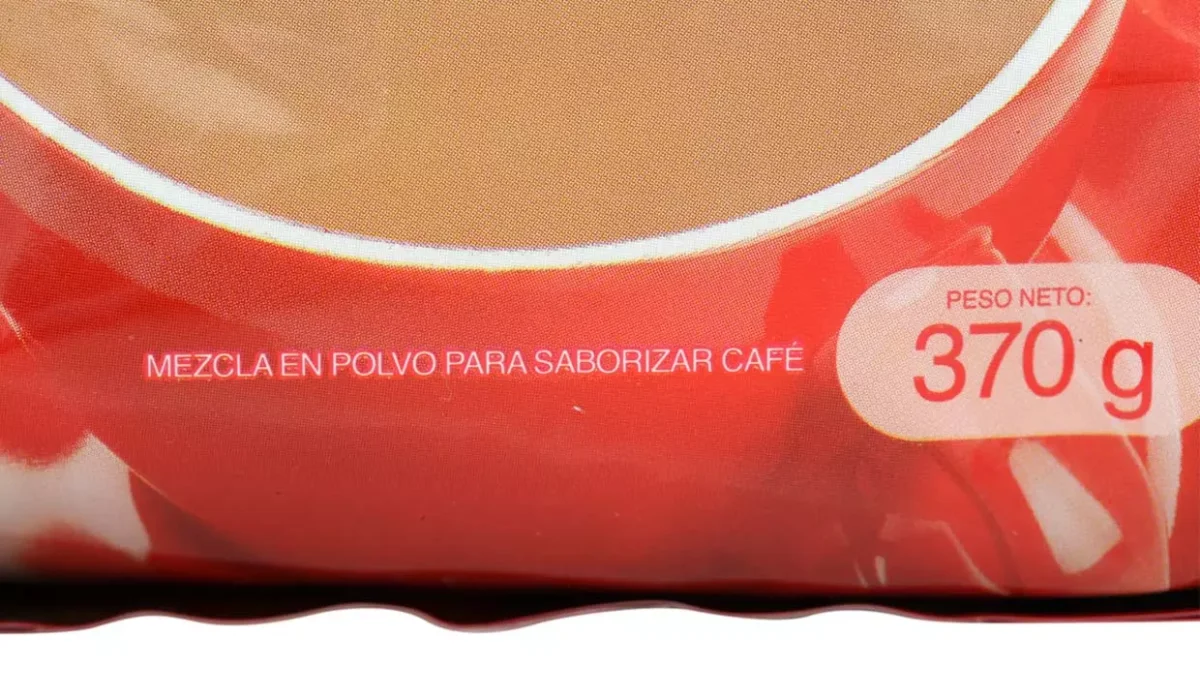 MEZCLA EN POLVO PARA SABORIZAR CAFÉ
PESO NETO:
370 g